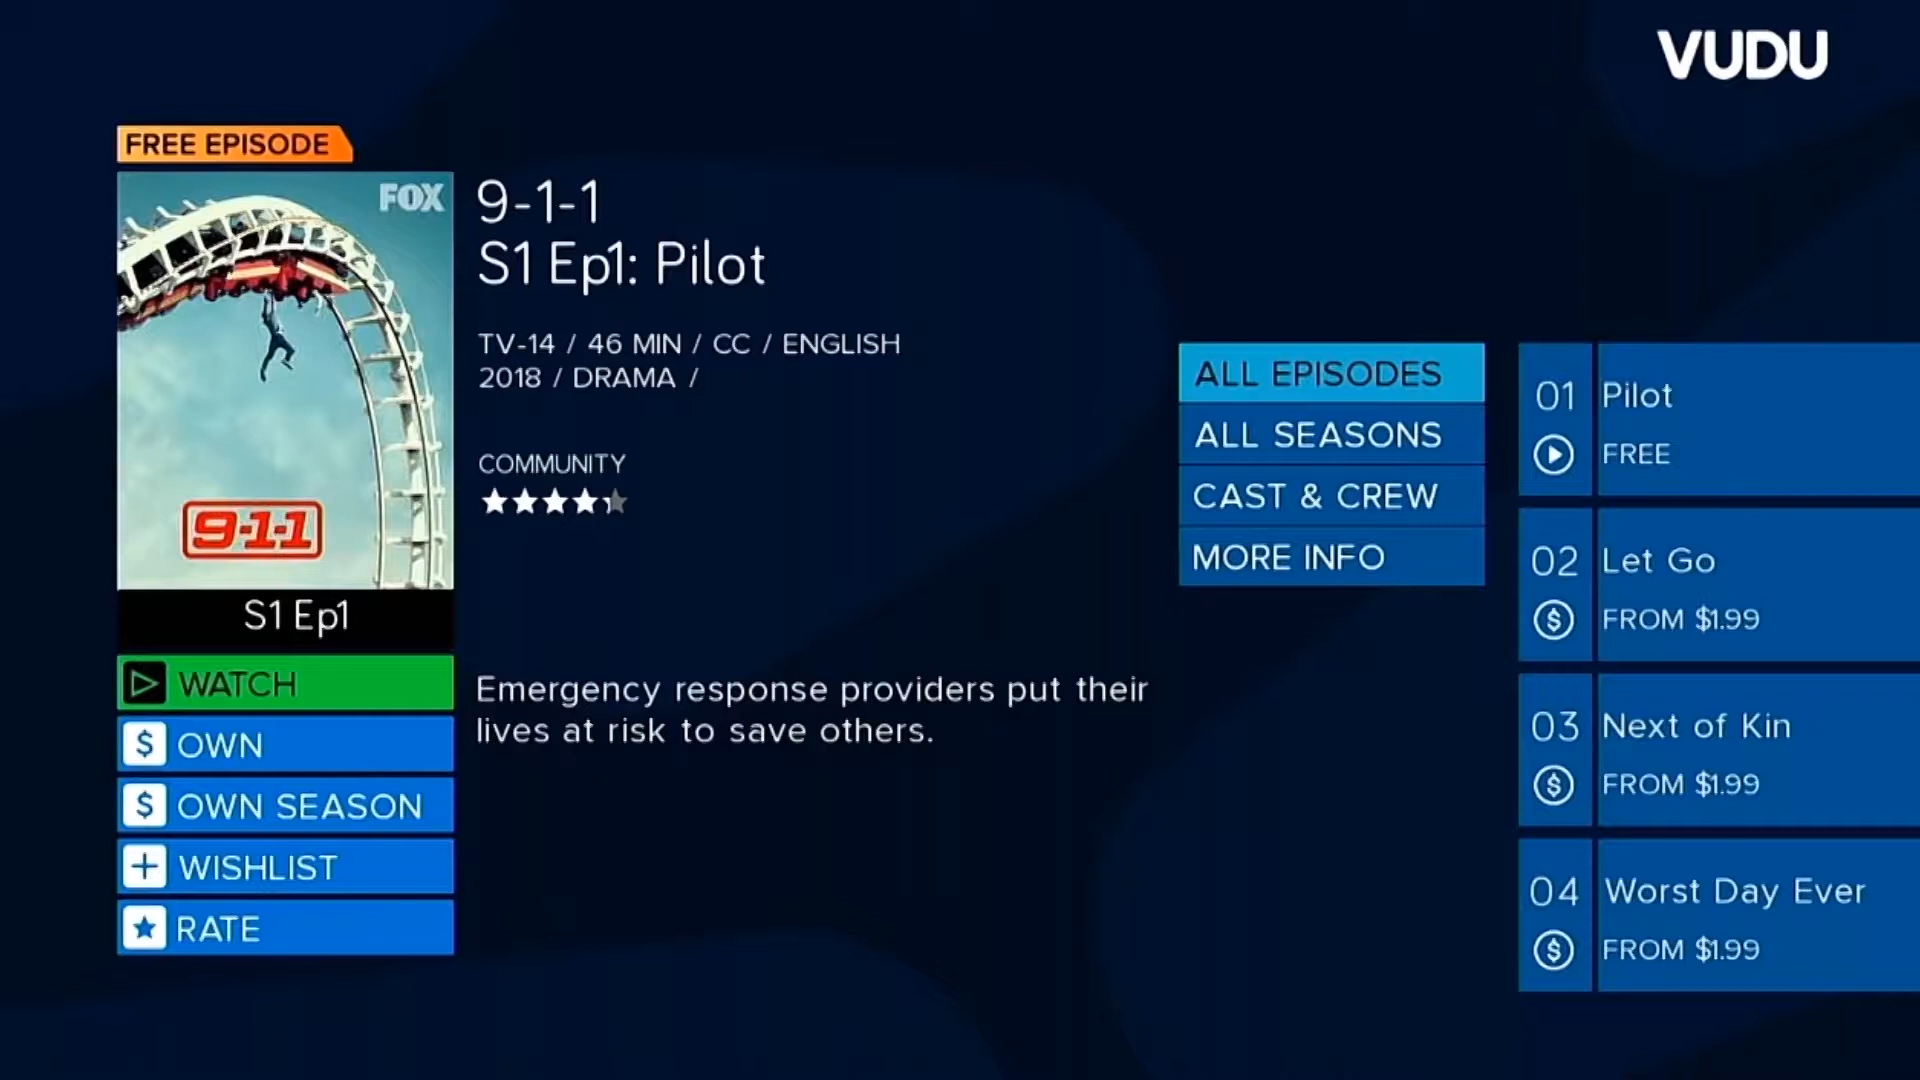 VUDU
FREE EPISODE
FOX
9-1-1
S1 Ep1
9-1-1
S1 Ep1: Pilot
TV-14 / 46 MIN / CC / ENGLISH
2018 / DRAMA /
COMMUNITY
Emergency response providers put their
lives at risk to save others.
WATCH
$ OWN
$ OWN SEASON
+ WISHLIST
RATE
ALL EPISODES
ALL SEASONS
CAST & CREW
MORE INFO
01 Pilot
FREE
02 Let Go
$ FROM $1.99
03 Next of Kin
$ FROM $1.99
04 Worst Day Ever
$ FROM $1.99